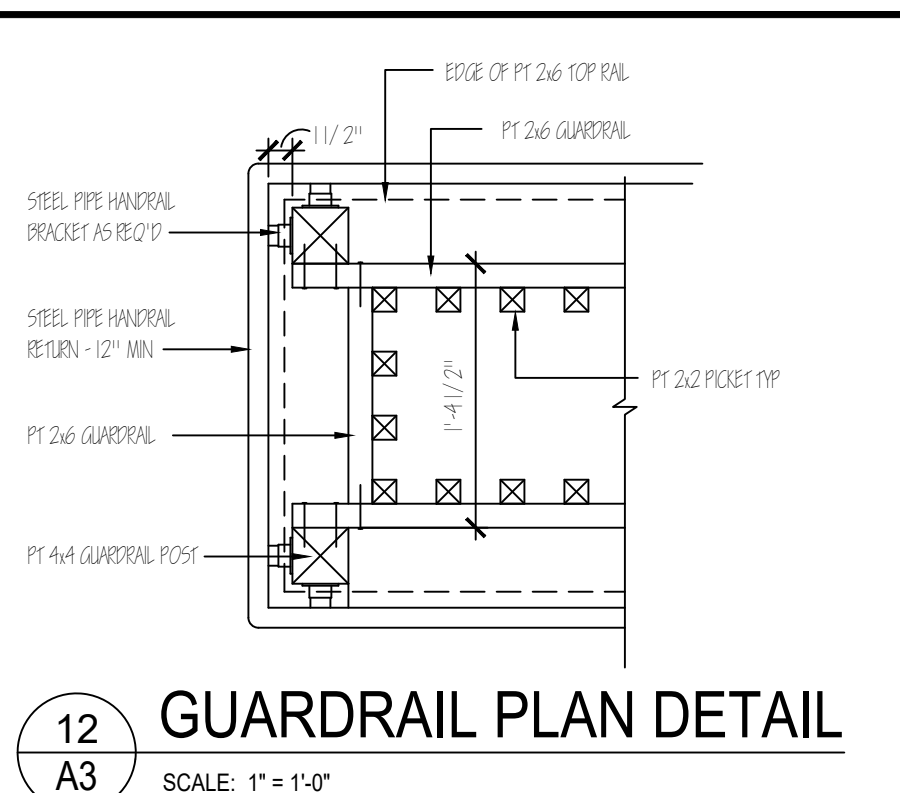 EDGE OF PT 2x6 TOP RAIL
PT 2x6 GUARDRAIL
1 1/2"
STEEL PIPE HANDRAIL
BRACKET AS REQ'D
STEEL PIPE HANDRAIL
RETURN - 12" MIN
PT 2x2 PICKET TYP
1'-4 1/2"
PT 2x6 GUARDRAIL
PT 4x4 GUARDRAIL POST
12
A3
GUARDRAIL PLAN DETAIL
SCALE: 1" = 1'-0"